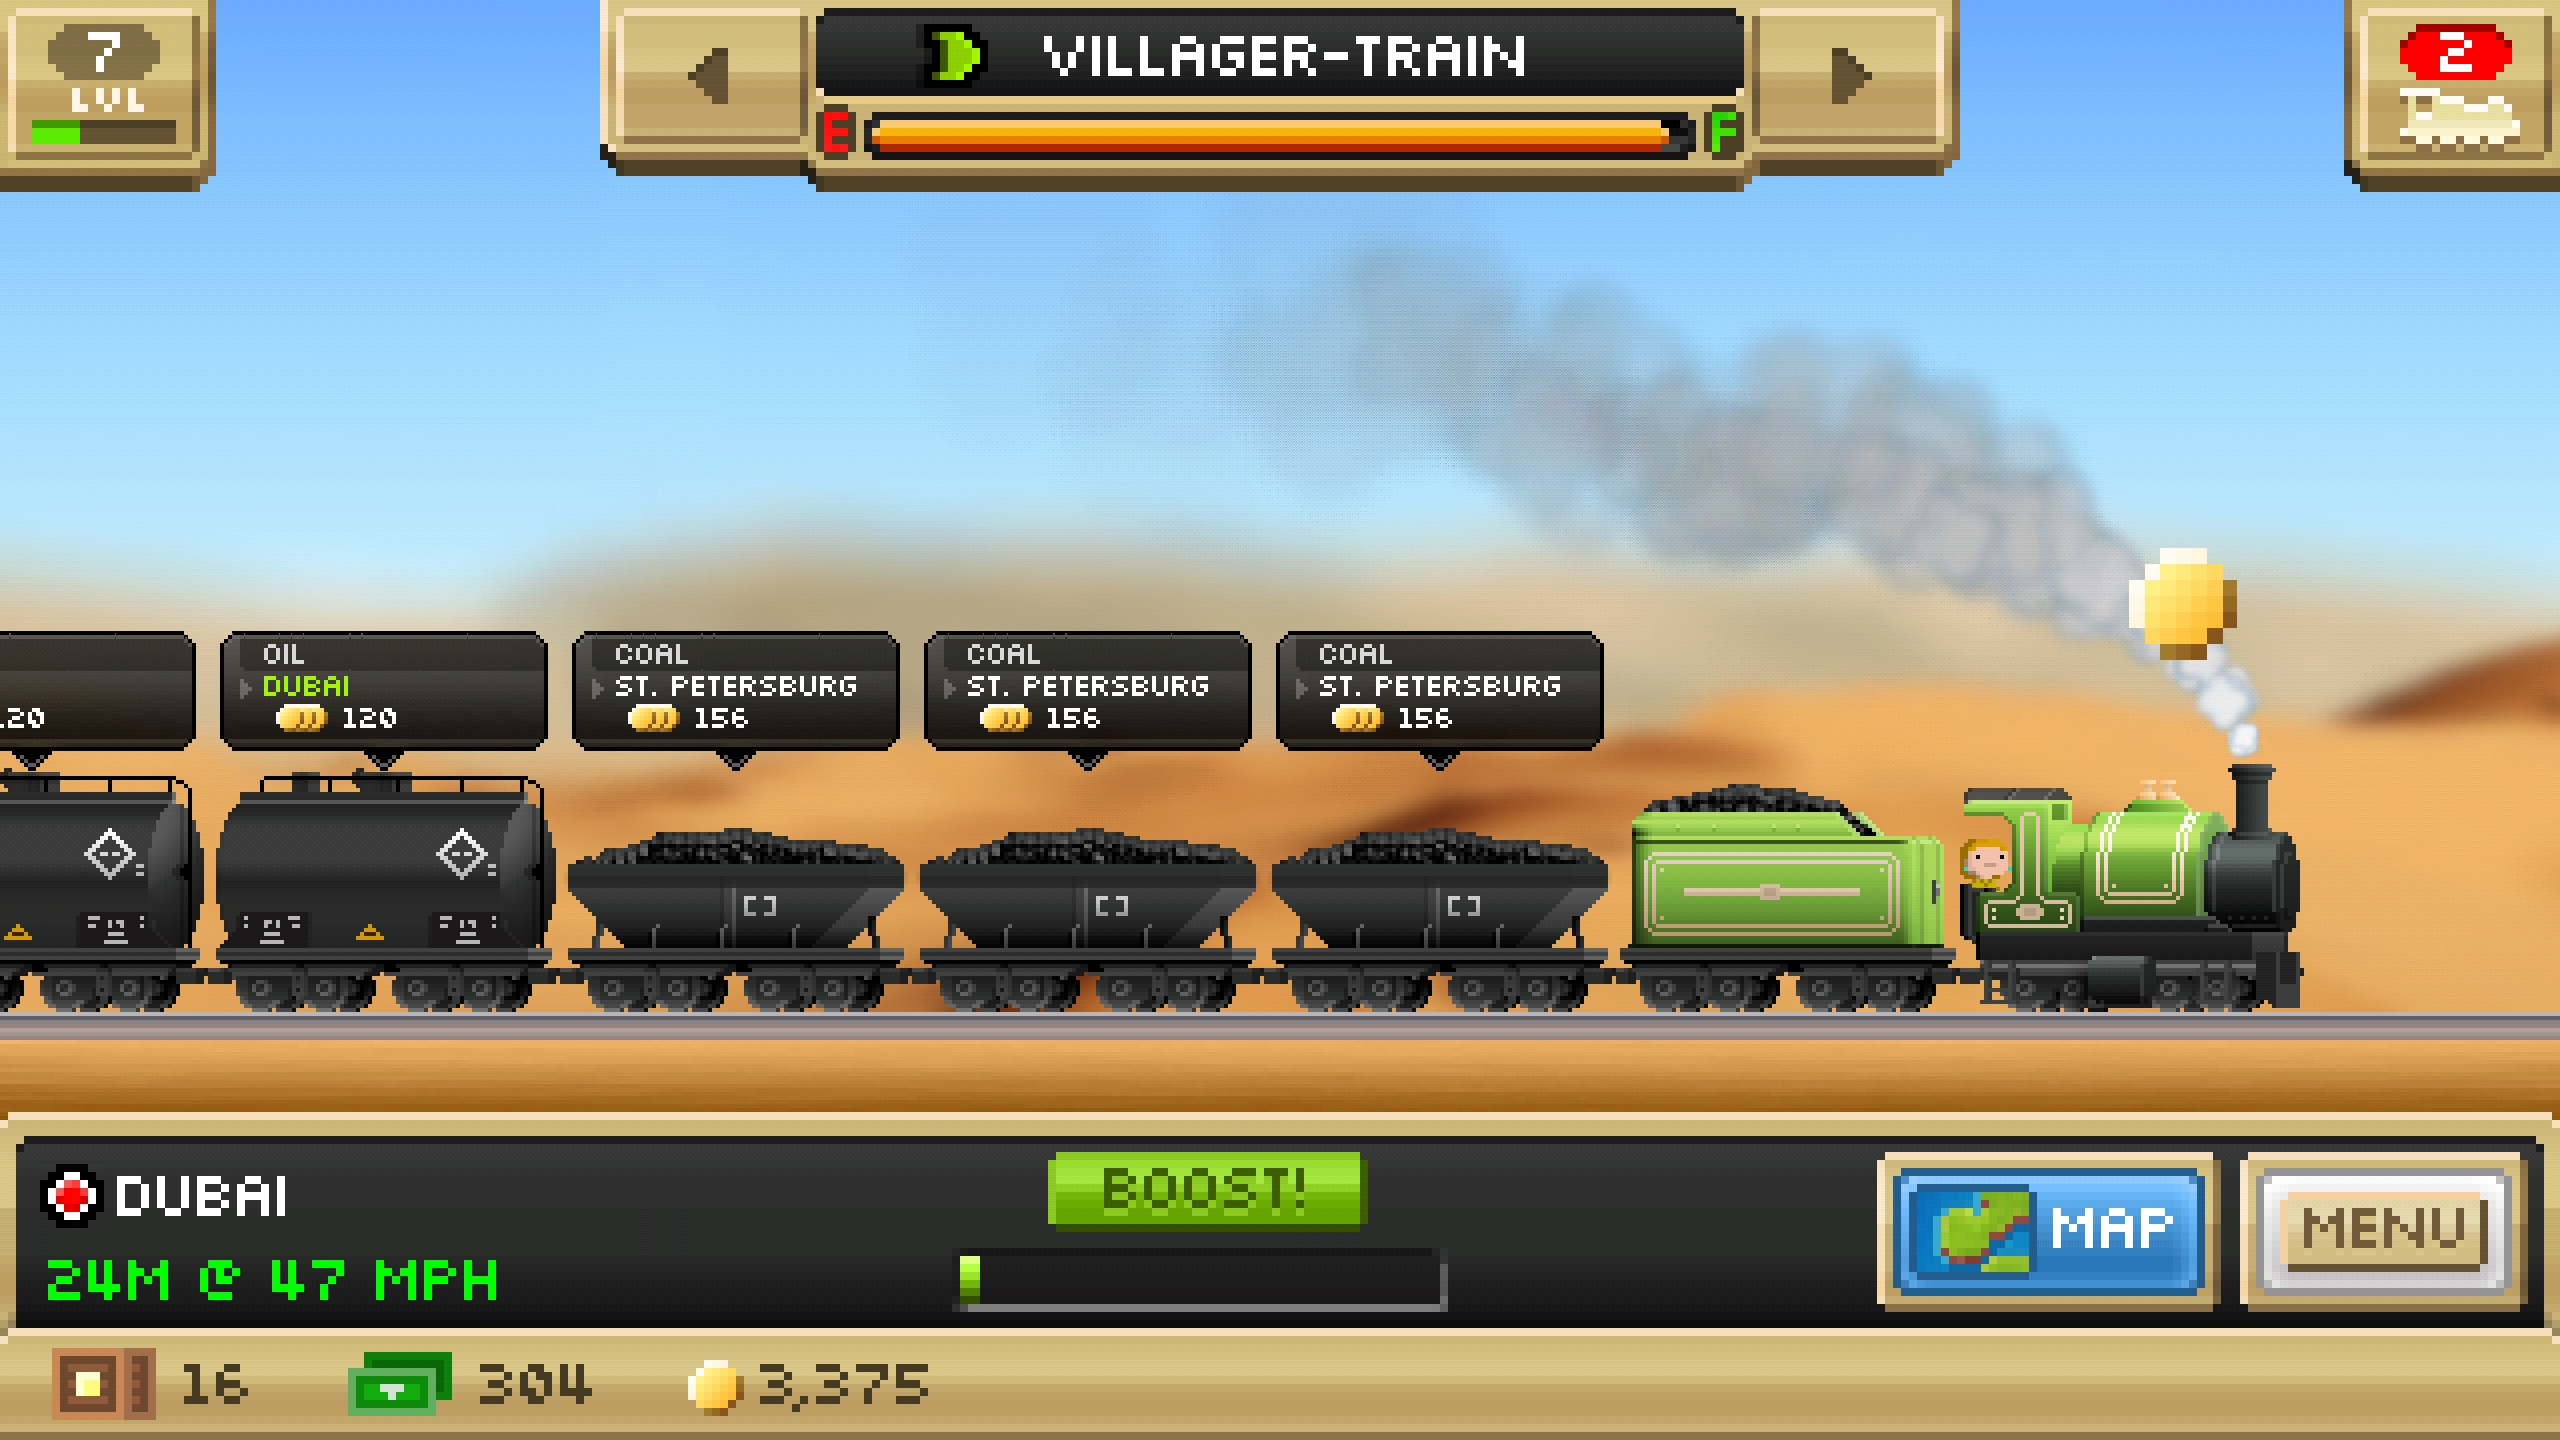 7
LVL
VILLAGER-TRAIN
E
F
2
20
OIL
DUBAI
120
COAL
ST. PETERSBURG
156
COAL
ST. PETERSBURG
156
COAL
ST. PETERSBURG
156
DUBAI
24M @ 47 MPH
BOOST!
MAP
MENU
16
304
3,375